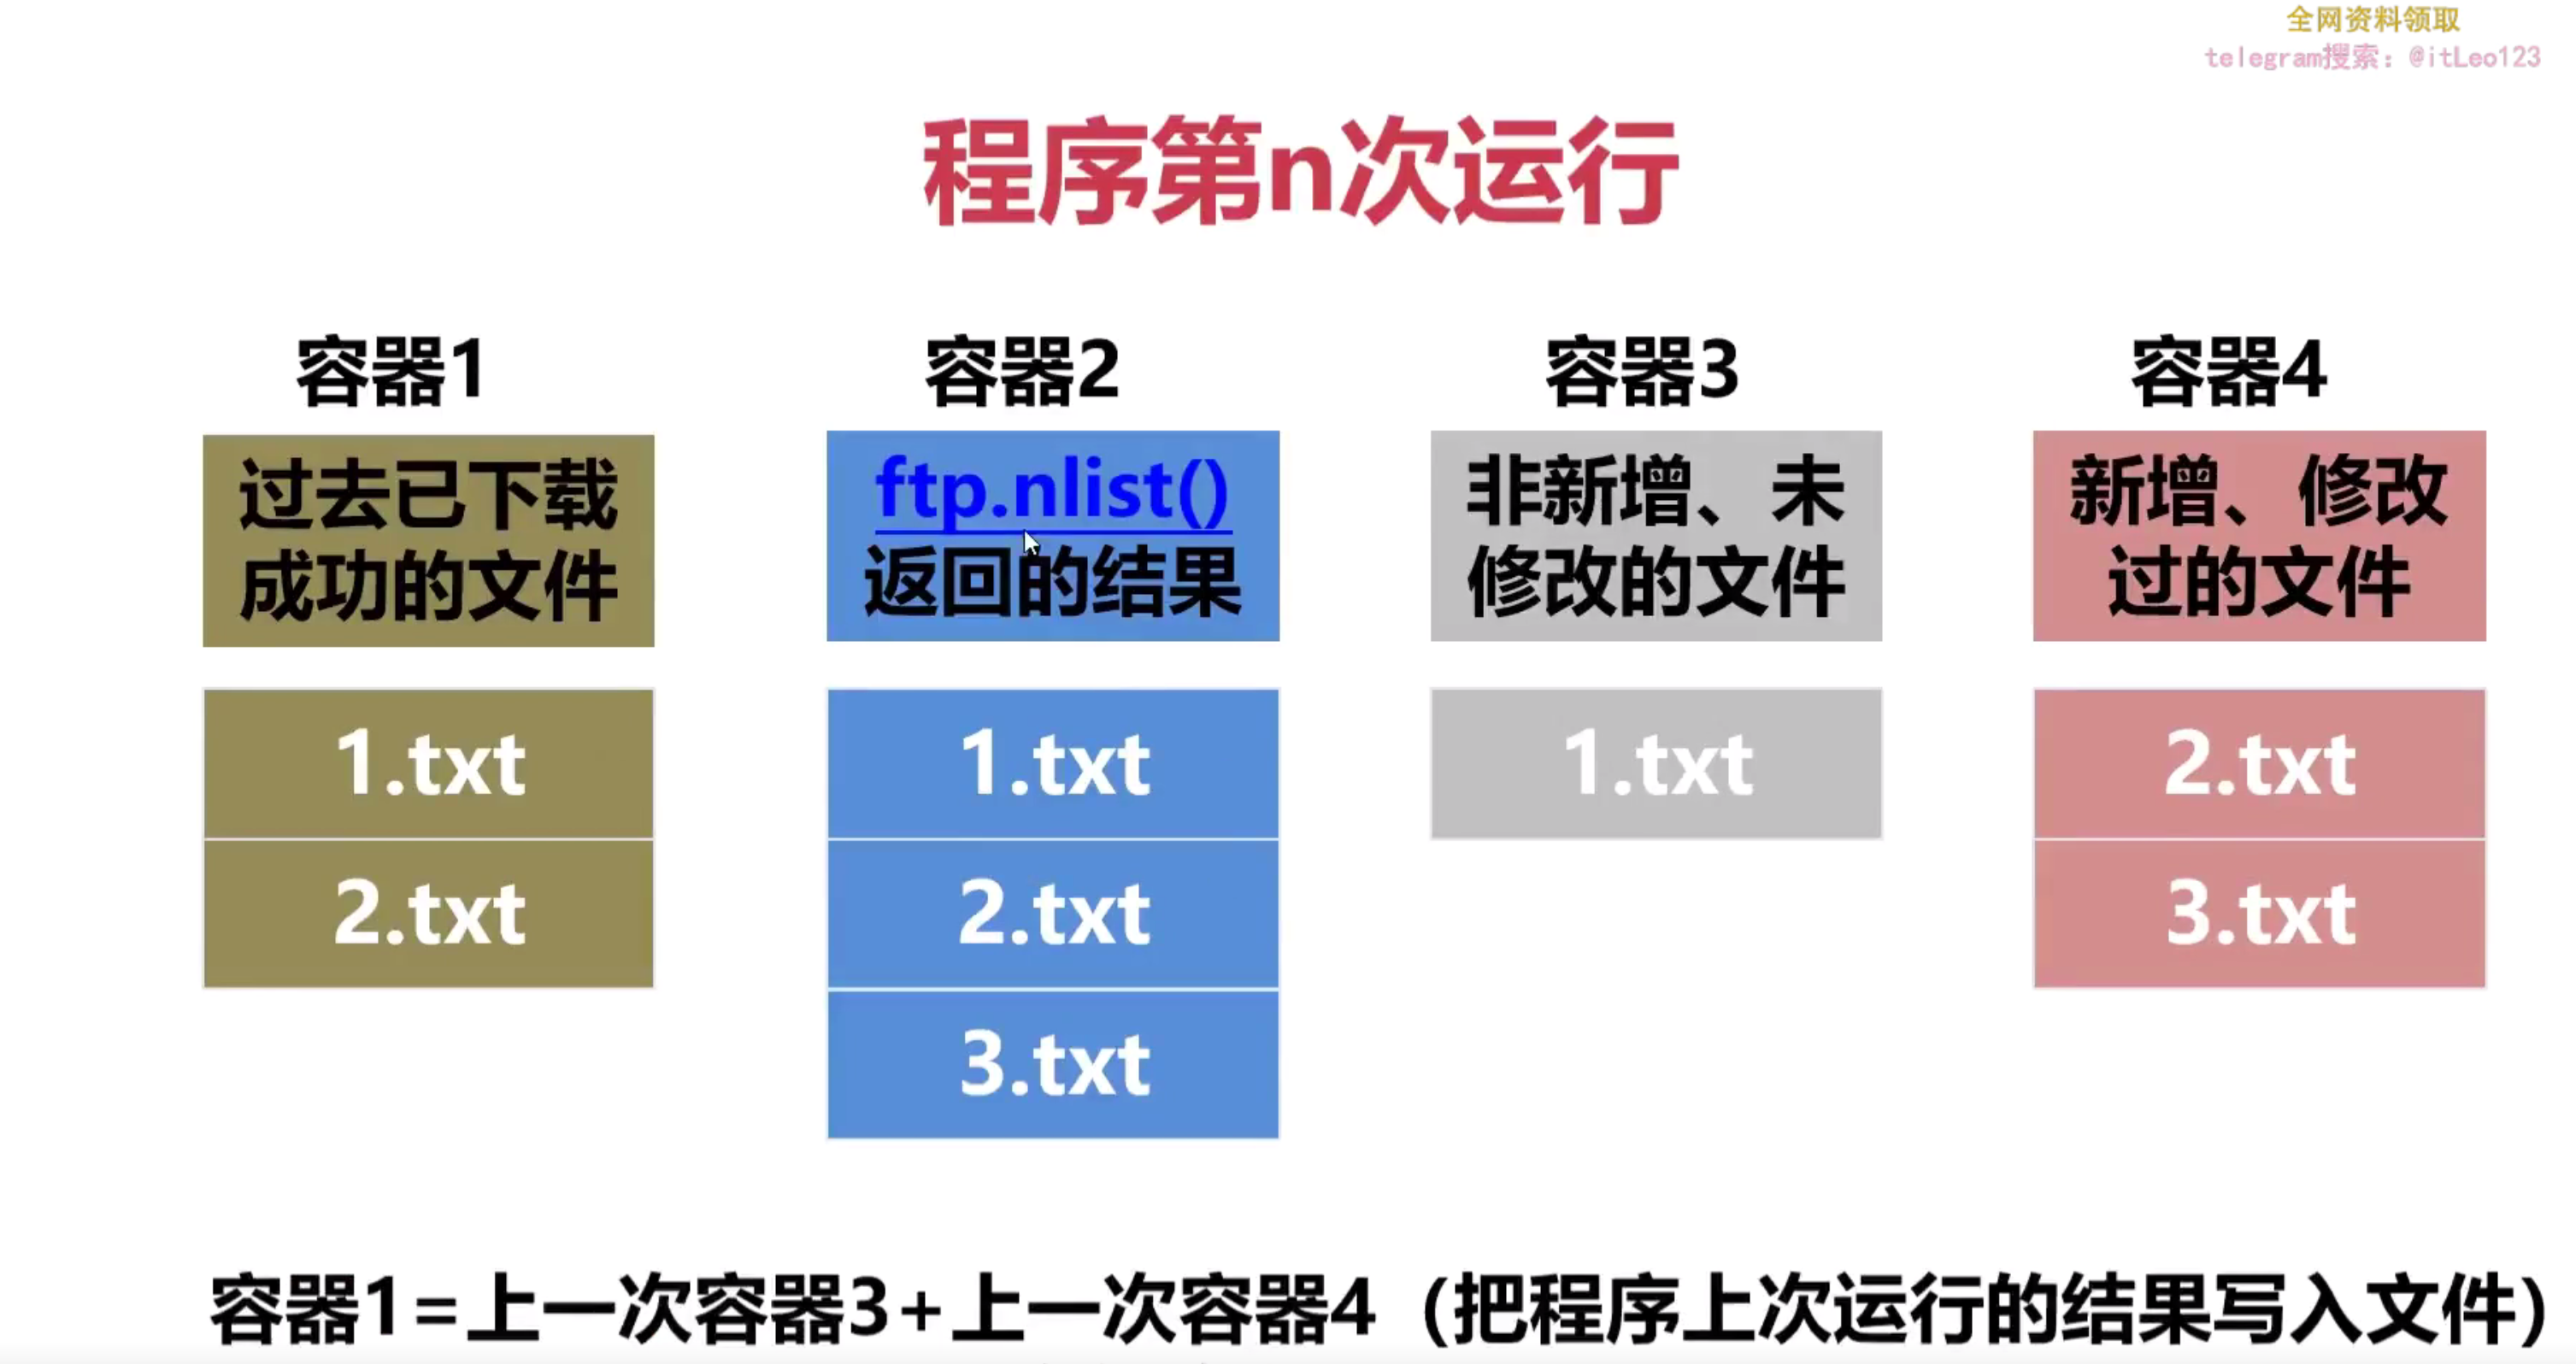 全网资料领取
telegram搜索：@itLeo123
程序第n次运行
容器1
容器2
容器3
容器4
过去已下载
成功的文件
ftp.nlist()
返回的结果
非新增、未
修改的文件
新增、修改
过的文件
1.txt
2.txt
1.txt
2.txt
3.txt
1.txt
2.txt
3.txt
容器1=上一次容器3+上一次容器4（把程序上次运行的结果写入文件）